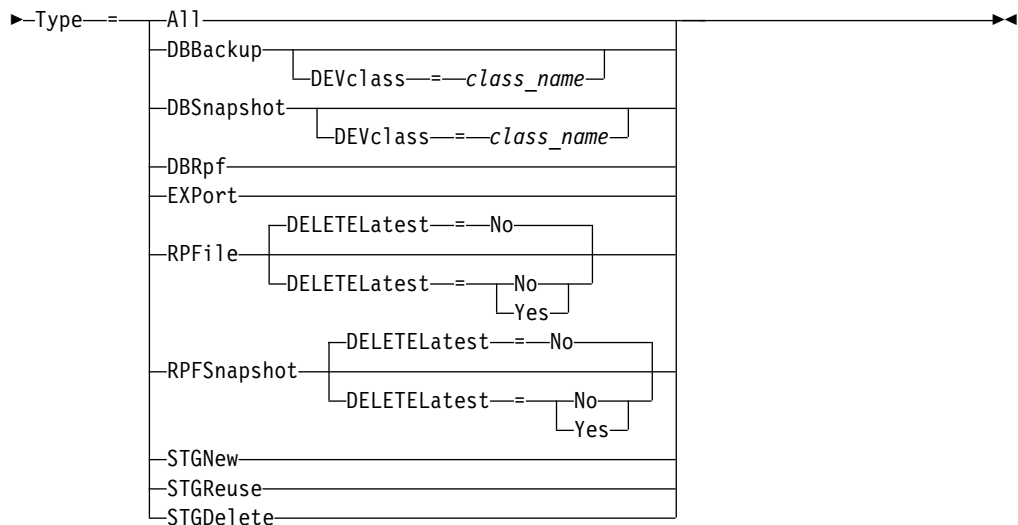 Type = All
DBBackup
DEVclass = class_name
DBSnapshot
DEVclass = class_name
DBRpf
EXPort
DELETELatest = No
RPFile
DELETELatest = No
Yes
DELETELatest = No
RPFSnapshot
DELETELatest = No
Yes
STGNew
STGReuse
STGDelete